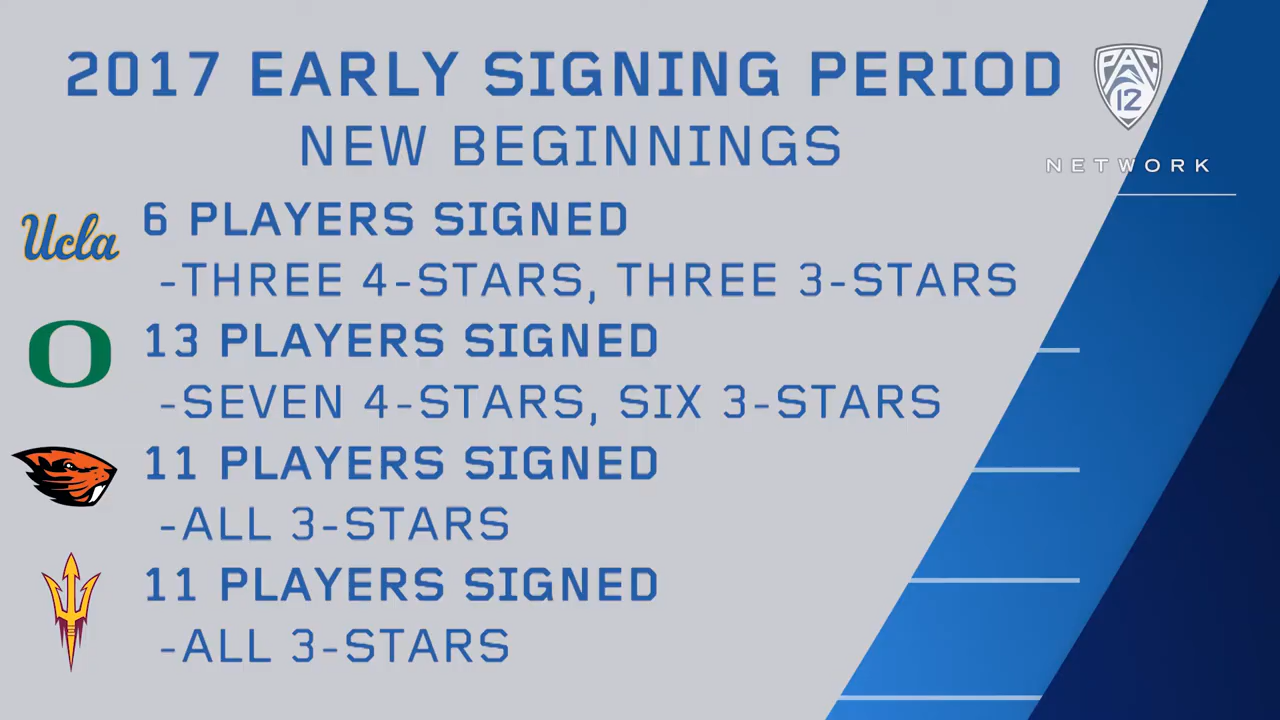 2017 EARLY SIGNING PERIOD
NEW BEGINNINGS
PAC
12
NETWORK
Ucla
6 PLAYERS SIGNED
-THREE 4-STARS, THREE 3-STARS
O
13 PLAYERS SIGNED
-SEVEN 4-STARS, SIX 3-STARS
11 PLAYERS SIGNED
-ALL 3-STARS
11 PLAYERS SIGNED
-ALL 3-STARS